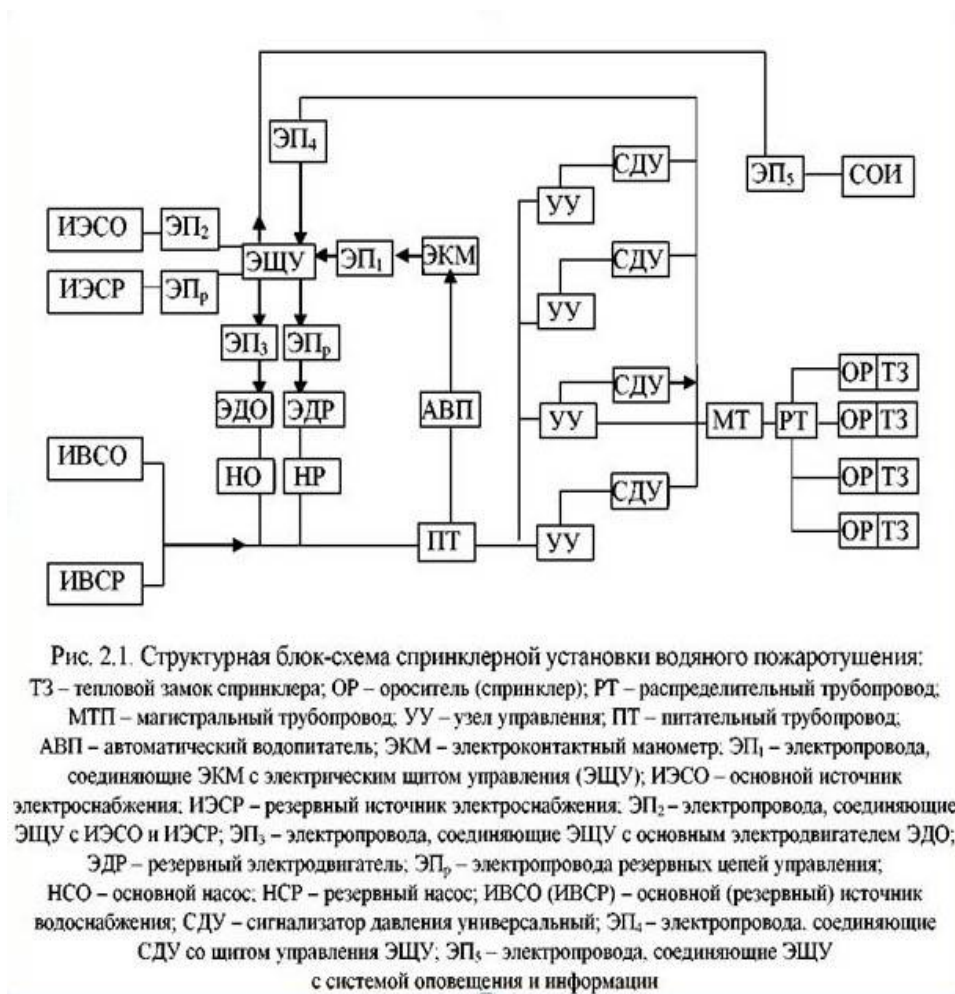 ЭП₄
СДУ
ЭП₅
СОИ
УУ
ИЭСО
ЭП₂
ЭЩУ
ЭП₁
ЭКМ
СДУ
ИЭСР
ЭПр
УУ
ЭП₃
ЭПр
СДУ
ОР ТЗ
ЭДО
ЭДР
АВП
УУ
МТ
РТ
ОР ТЗ
ИВСО
НО
НР
СДУ
ОР ТЗ
ПТ
УУ
ОР ТЗ
ИВСР
Рис. 2.1. Структурная блок-схема спринклерной установки водяного пожаротушения:
ТЗ – тепловой замок спринклера; ОР – ороситель (спринклер); РТ – распределительный трубопровод;
МТП – магистральный трубопровод; УУ – узел управления; ПТ – питательный трубопровод;
АВП – автоматический водопитатель; ЭКМ – электроконтактный манометр; ЭП₁ – электропровода,
соединяющие ЭКМ с электрическим щитом управления (ЭЩУ); ИЭСО – основной источник
электроснабжения; ИЭСР – резервный источник электроснабжения; ЭП₂ – электропровода, соединяющие
ЭЩУ с ИЭСО и ИЭСР; ЭП₃ – электропровода, соединяющие ЭЩУ с основным электродвигателем ЭДО;
ЭДР – резервный электродвигатель; ЭПр – электропровода резервных цепей управления;
НСО – основной насос; НСР – резервный насос; ИВСО (ИВСР) – основной (резервный) источник
водоснабжения; СДУ – сигнализатор давления универсальный; ЭП₄ – электропровода, соединяющие
СДУ со щитом управления ЭЩУ; ЭП₅ – электропровода, соединяющие ЭЩУ
с системой оповещения и информации